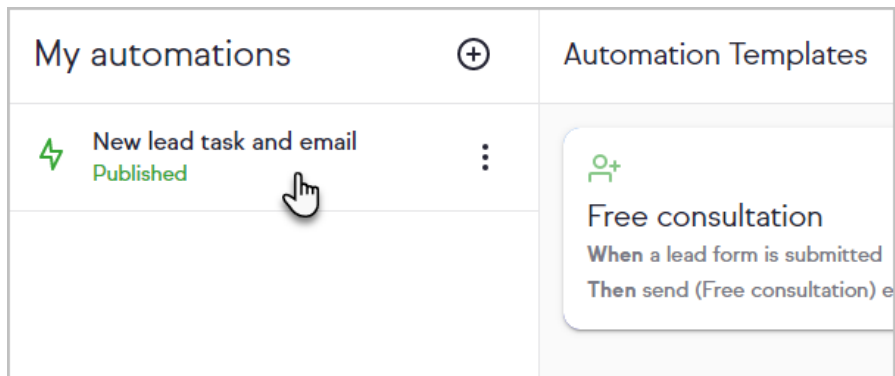 My automations
New lead task and email
Published
Automation Templates
Free consultation
When a lead form is submitted
Then send (Free consultation) e